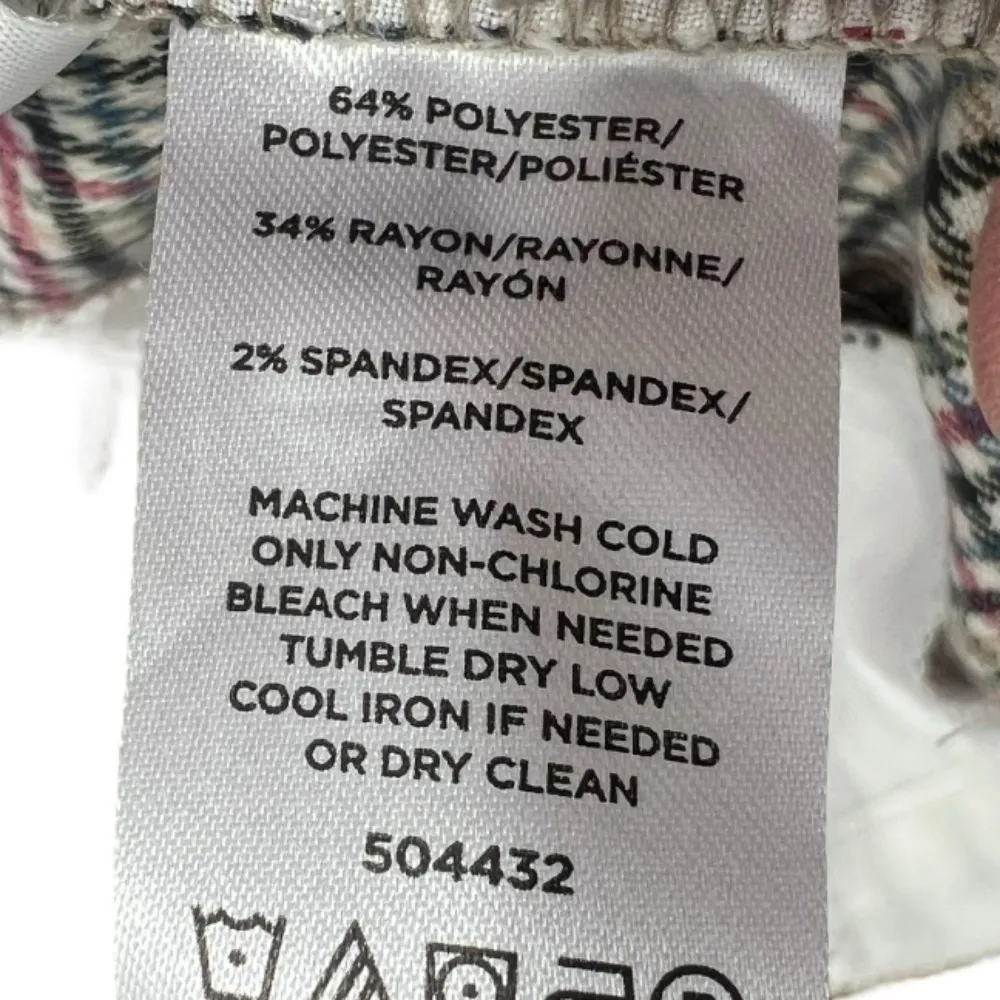 64% POLYESTER/
POLYESTER/POLIÉSTER
34% RAYON/RAYONNE/
RAYÓN
2% SPANDEX/SPANDEX/
SPANDEX
MACHINE WASH COLD
ONLY NON-CHLORINE
BLEACH WHEN NEEDED
TUMBLE DRY LOW
COOL IRON IF NEEDED
OR DRY CLEAN
504432